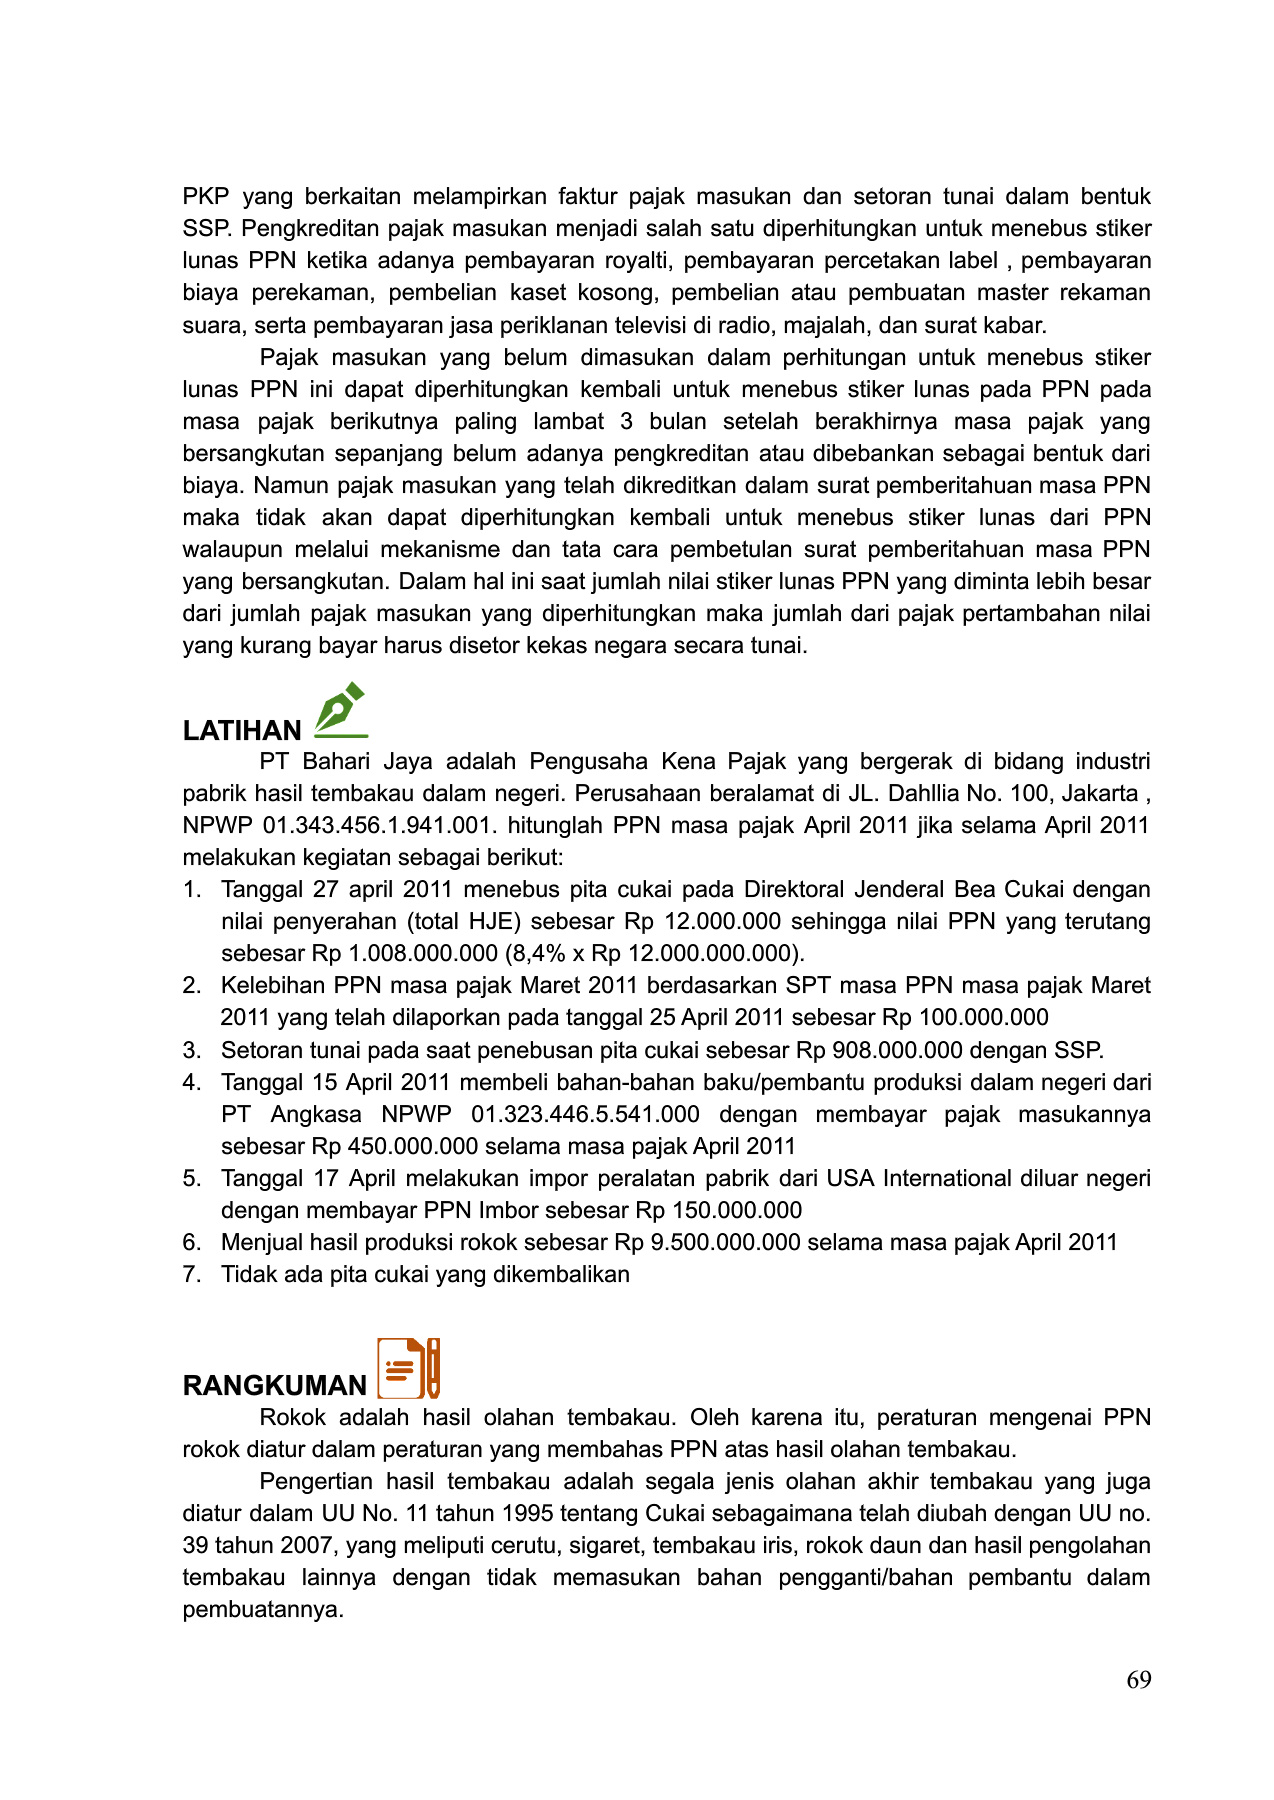 PKP yang berkaitan melampirkan faktur pajak masukan dan setoran tunai dalam bentuk
SSP. Pengkreditan pajak masukan menjadi salah satu diperhitungkan untuk menebus stiker
lunas PPN ketika adanya pembayaran royalti, pembayaran percetakan label , pembayaran
biaya perekaman, pembelian kaset kosong, pembelian atau pembuatan master rekaman
suara, serta pembayaran jasa periklanan televisi di radio, majalah, dan surat kabar.
Pajak masukan yang belum dimasukan dalam perhitungan untuk menebus stiker
lunas PPN ini dapat diperhitungkan kembali untuk menebus stiker lunas pada PPN pada
masa pajak berikutnya paling lambat 3 bulan setelah berakhirnya masa pajak yang
bersangkutan sepanjang belum adanya pengkreditan atau dibebankan sebagai bentuk dari
biaya. Namun pajak masukan yang telah dikreditkan dalam surat pemberitahuan masa PPN
maka tidak akan dapat diperhitungkan kembali untuk menebus stiker lunas dari PPN
walaupun melalui mekanisme dan tata cara pembetulan surat pemberitahuan masa PPN
yang bersangkutan. Dalam hal ini saat jumlah nilai stiker lunas PPN yang diminta lebih besar
dari jumlah pajak masukan yang diperhitungkan maka jumlah dari pajak pertambahan nilai
yang kurang bayar harus disetor kekas negara secara tunai.
LATIHAN
PT Bahari Jaya adalah Pengusaha Kena Pajak yang bergerak di bidang industri
pabrik hasil tembakau dalam negeri. Perusahaan beralamat di JL. Dahllia No. 100, Jakarta ,
NPWP 01.343.456.1.941.001. hitunglah PPN masa pajak April 2011 jika selama April 2011
melakukan kegiatan sebagai berikut:
1. Tanggal 27 april 2011 menebus pita cukai pada Direktoral Jenderal Bea Cukai dengan
nilai penyerahan (total HJE) sebesar Rp 12.000.000 sehingga nilai PPN yang terutang
sebesar Rp 1.008.000.000 (8,4% x Rp 12.000.000.000).
2. Kelebihan PPN masa pajak Maret 2011 berdasarkan SPT masa PPN masa pajak Maret
2011 yang telah dilaporkan pada tanggal 25 April 2011 sebesar Rp 100.000.000
3. Setoran tunai pada saat penebusan pita cukai sebesar Rp 908.000.000 dengan SSP.
4. Tanggal 15 April 2011 membeli bahan-bahan baku/pembantu produksi dalam negeri dari
PT Angkasa NPWP 01.323.446.5.541.000 dengan membayar pajak masukannya
sebesar Rp 450.000.000 selama masa pajak April 2011
5. Tanggal 17 April melakukan impor peralatan pabrik dari USA International diluar negeri
dengan membayar PPN Imbor sebesar Rp 150.000.000
6. Menjual hasil produksi rokok sebesar Rp 9.500.000.000 selama masa pajak April 2011
7. Tidak ada pita cukai yang dikembalikan
RANGKUMAN
Rokok adalah hasil olahan tembakau. Oleh karena itu, peraturan mengenai PPN
rokok diatur dalam peraturan yang membahas PPN atas hasil olahan tembakau.
Pengertian hasil tembakau adalah segala jenis olahan akhir tembakau yang juga
diatur dalam UU No. 11 tahun 1995 tentang Cukai sebagaimana telah diubah dengan UU no.
39 tahun 2007, yang meliputi cerutu, sigaret, tembakau iris, rokok daun dan hasil pengolahan
tembakau lainnya dengan tidak memasukan bahan pengganti/bahan pembantu dalam
pembuatannya.
69